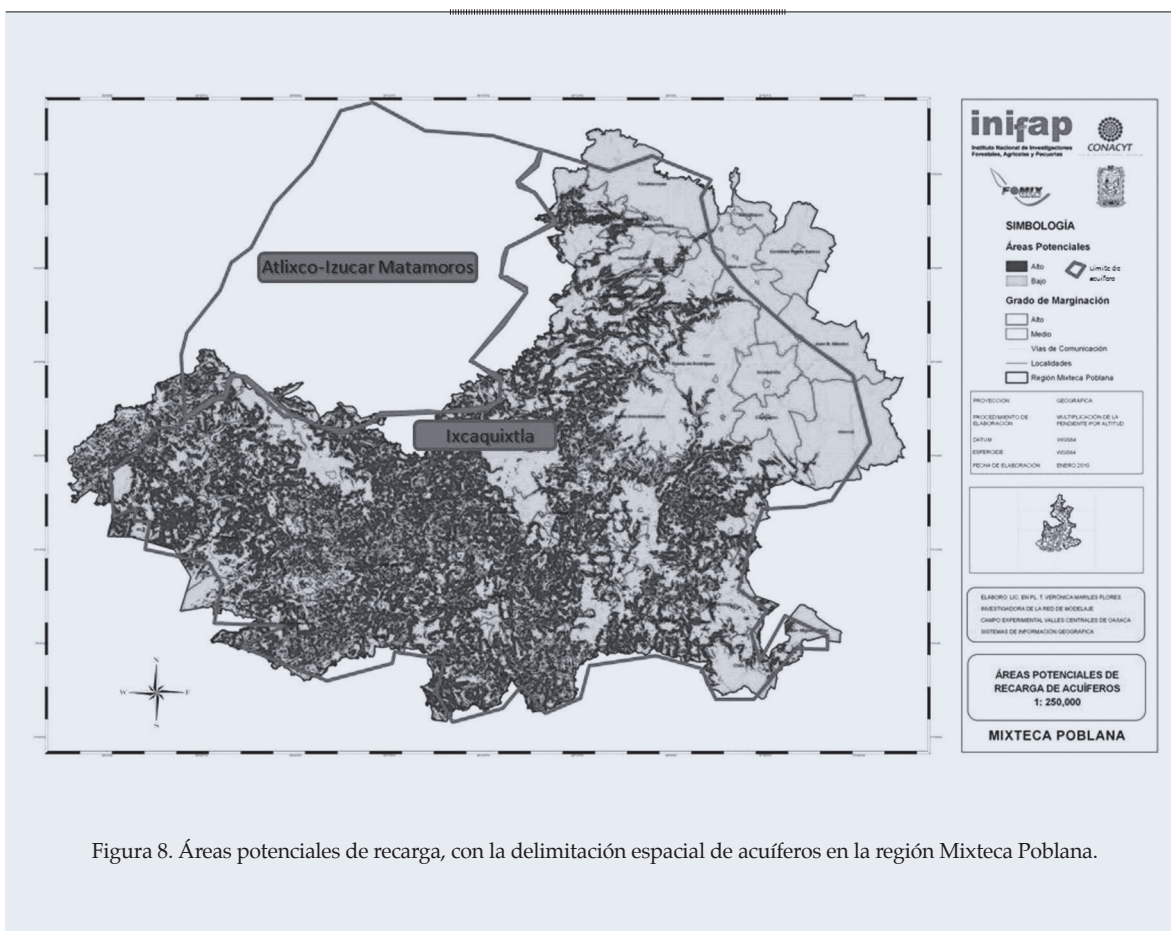 Atlixco-Izucar Matamoros
Ixcaquixtla
inifap
Instituto Nacional de Investigaciones
Forestales, Agrícolas y Pecuarias
CONACYT
FOMIX
SIMBOLOGÍA
Áreas Potenciales
Alto
Bajo
Límite de
acuífero
Grado de Marginación
Alto
Medio
Vías de Comunicación
Localidades
Región Mixteca Poblana
PROYECCIÓN GEOGRÁFICA
PROCEDIMIENTO DE ELABORACIÓN MULTIPLICACIÓN DE LA PENDIENTE POR ALTITUD
DATUM WGS84
ESFEROIDE WGS84
FECHA DE ELABORACIÓN ENERO 2010
ELABORO: LIC. EN PL. T. VERÓNICA MARILES FLORES
INVESTIGADORA DE LA RED DE MODELAJE
CAMPO EXPERIMENTAL VALLES CENTRALES DE OAXACA
SISTEMAS DE INFORMACIÓN GEOGRÁFICA
ÁREAS POTENCIALES DE
RECARGA DE ACUÍFEROS
1: 250,000
MIXTECA POBLANA
N
W
E
S
Figura 8. Áreas potenciales de recarga, con la delimitación espacial de acuíferos en la región Mixteca Poblana.